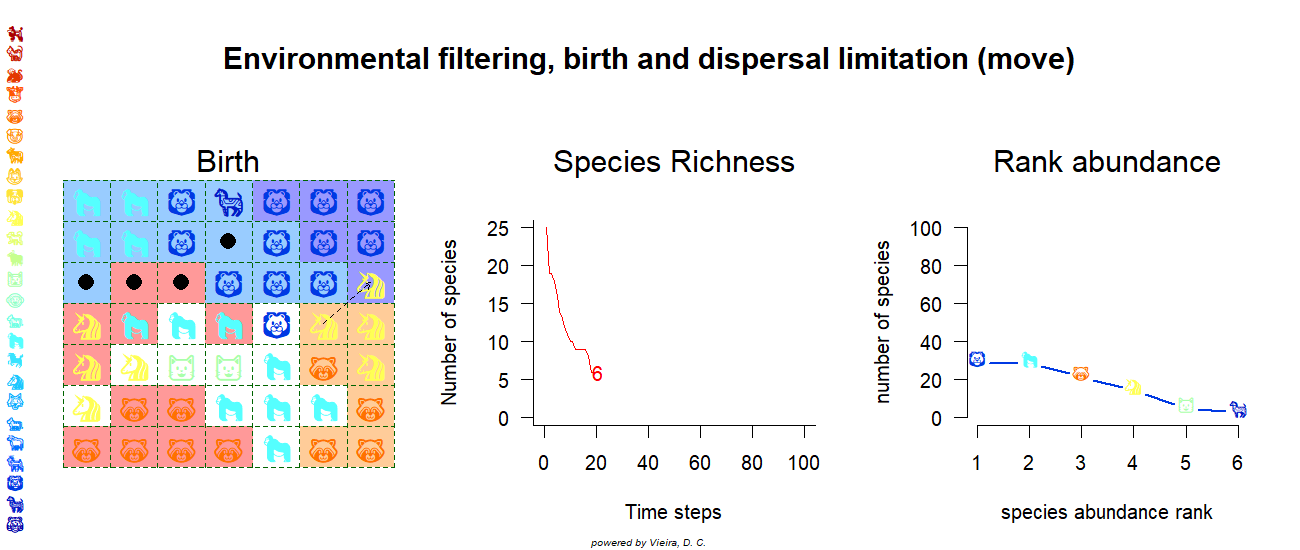 Environmental filtering, birth and dispersal limitation (move)
Birth
Species Richness
Rank abundance
Number of species
25
20
15
10
5
0
6
0 20 40 60 80 100
Time steps
number of species
100
80
60
40
20
0
1 2 3 4 5 6
species abundance rank
powered by Vieira, D. C.